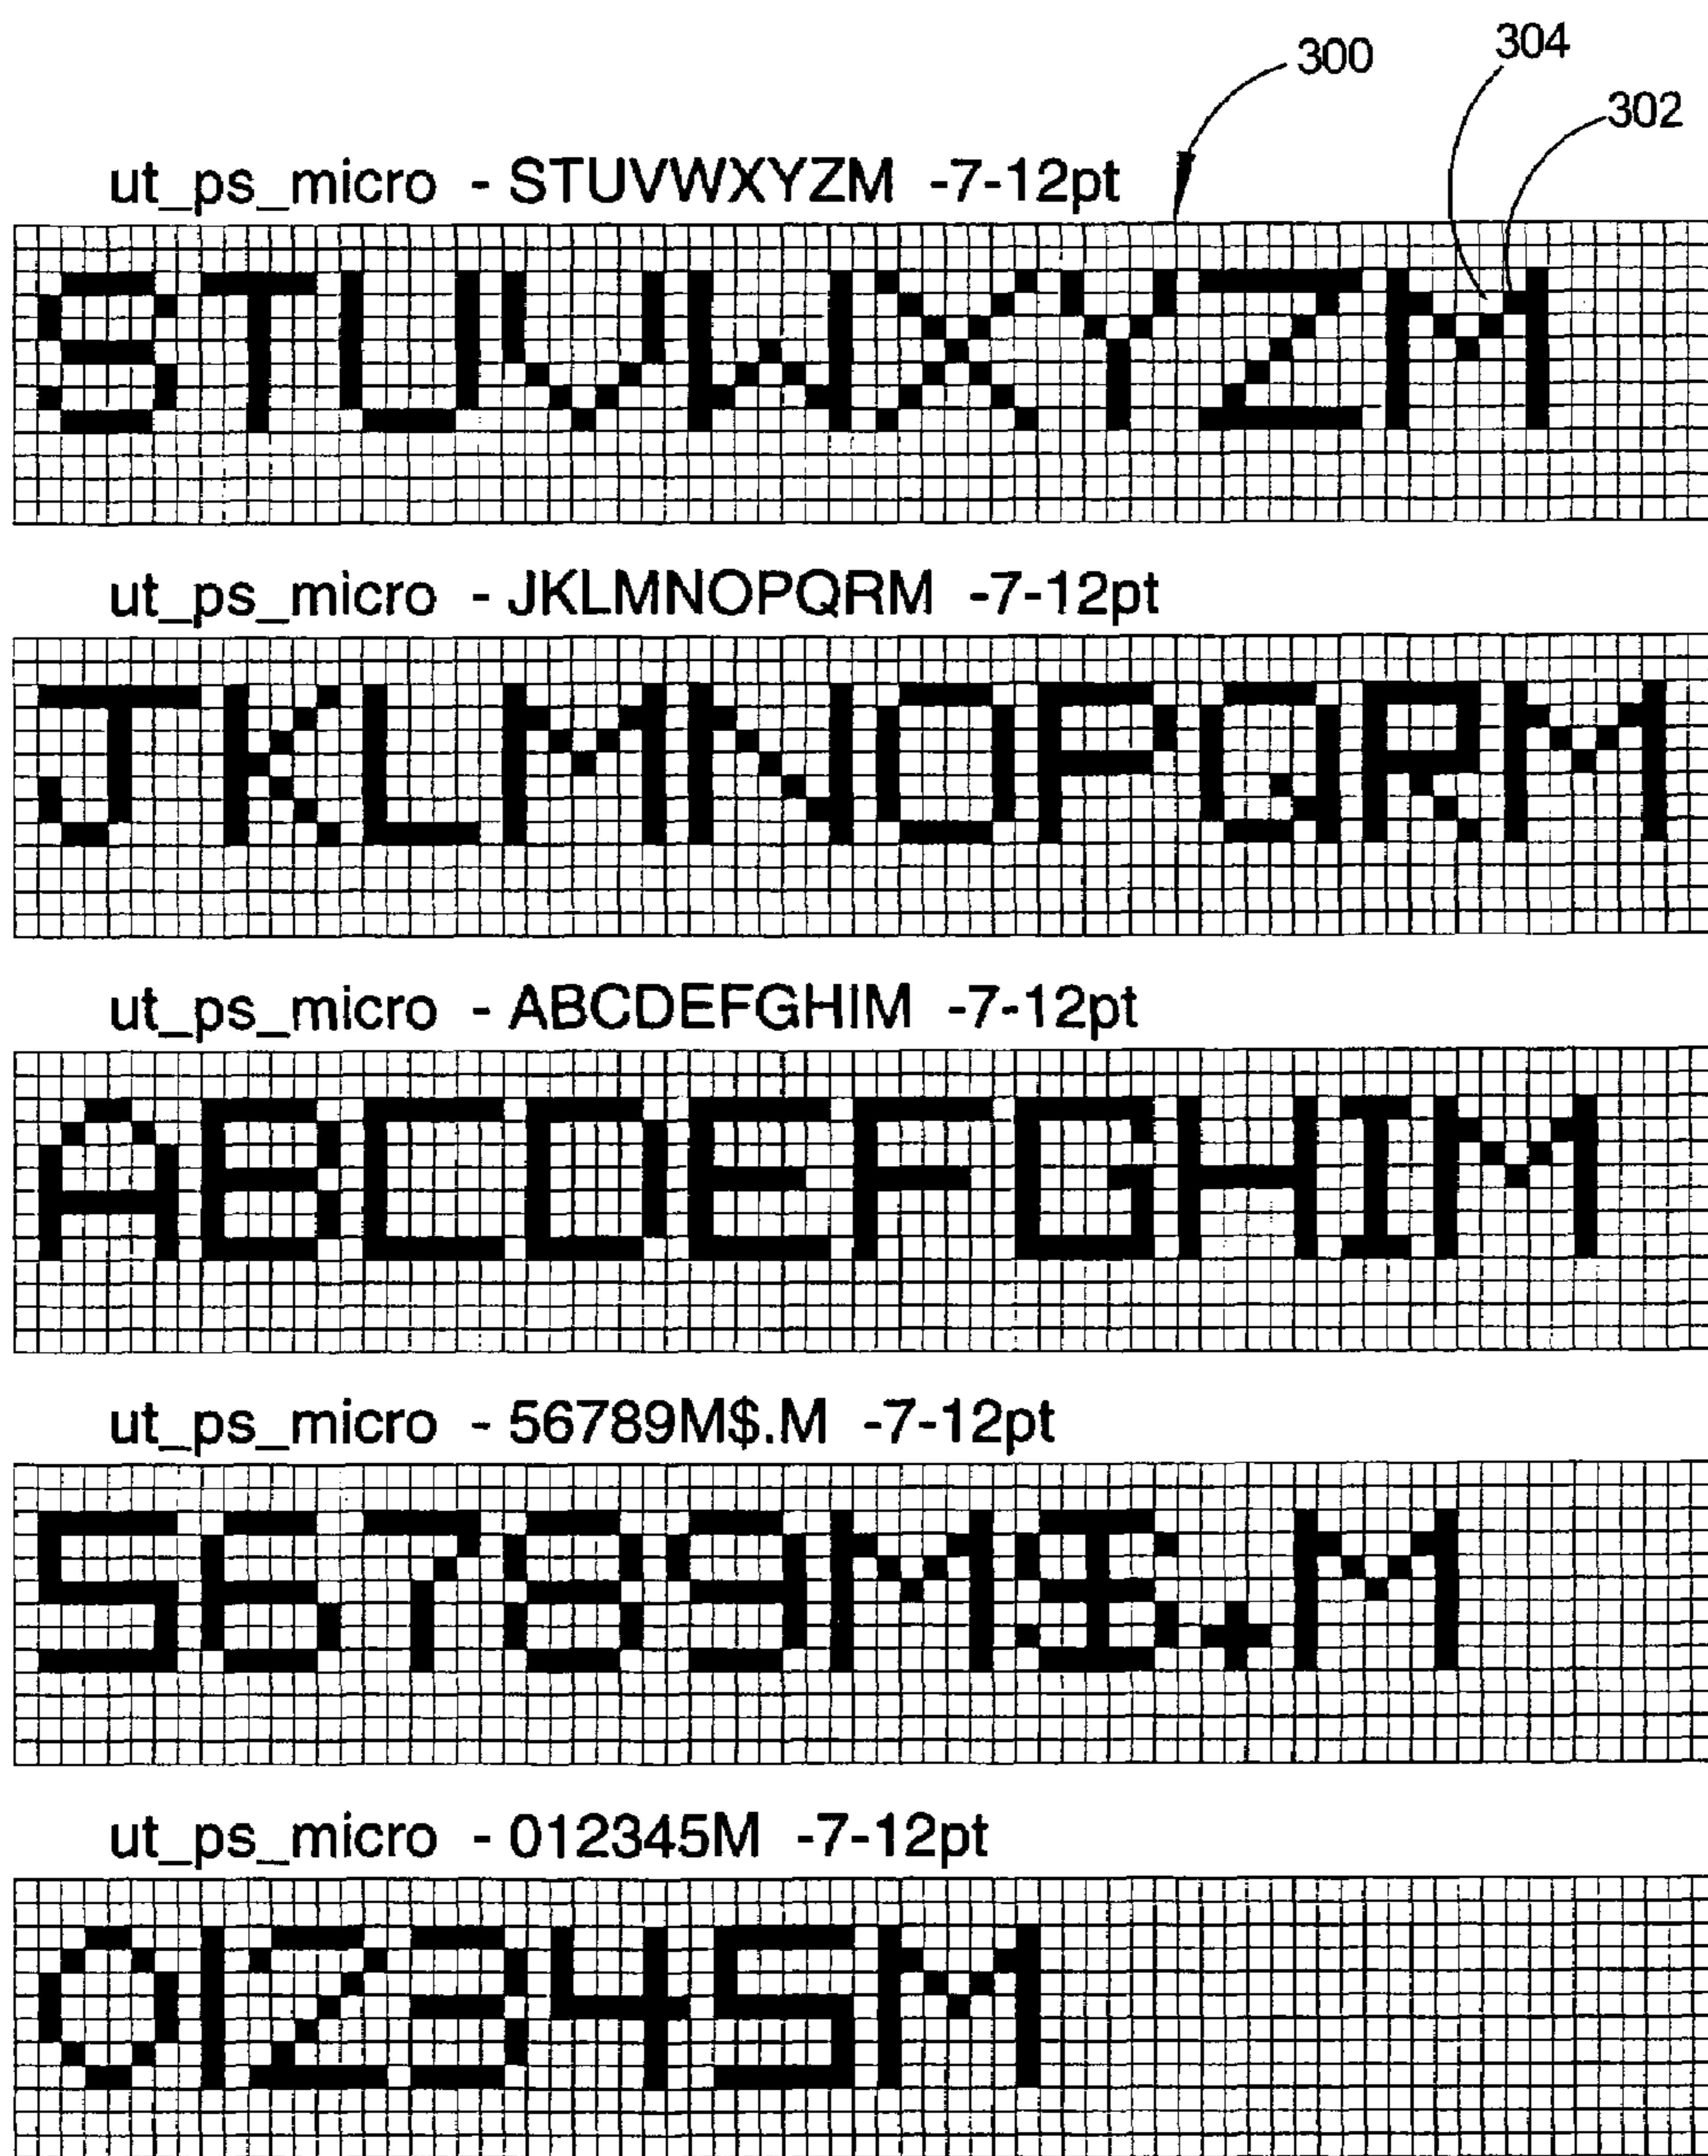 300
304
302
ut_ps_micro - STUVWXYZM -7-12pt
STUVWXYZM
ut_ps_micro - JKLMNOPQRM -7-12pt
JKLMNOPQRM
ut_ps_micro - ABCDEFGHIM -7-12pt
ABCDEFGHIM
ut_ps_micro - 56789M$.M -7-12pt
56789M$.M
ut_ps_micro - 012345M -7-12pt
012345M